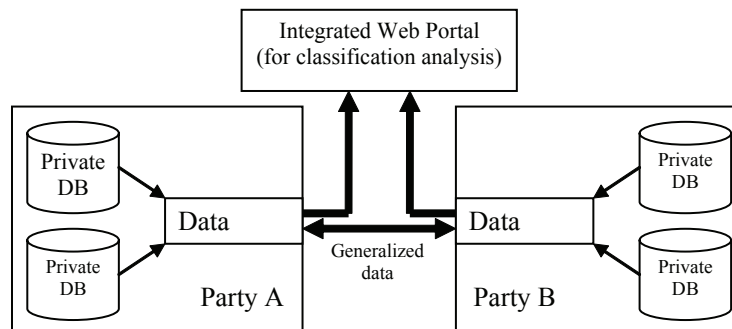 Integrated Web Portal
(for classification analysis)
Private
DB
Data
Private
DB
Party A
Generalized
data
Private
DB
Data
Private
DB
Party B